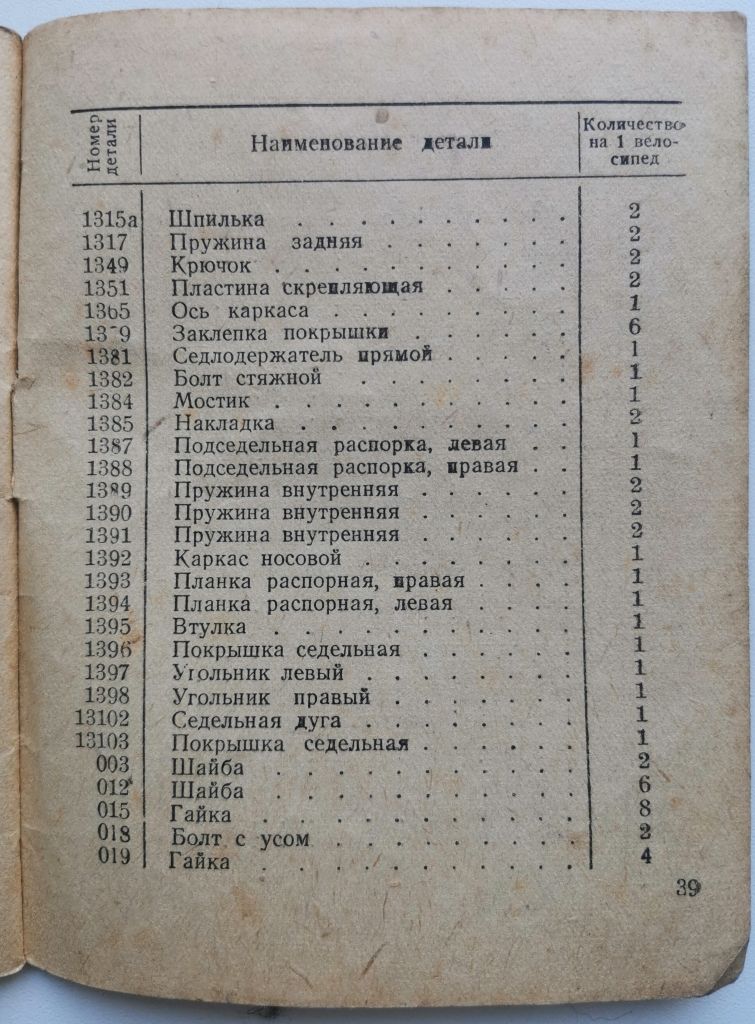 Номер детали Наименование детали Количество на 1 вело-сипед
1315а Шпилька . . . . . . . . . . 2
1317 Пружина задняя . . . . . . . 2
1349 Крючок . . . . . . . . . . . 2
1351 Пластина скрепляющая . . . . . 2
1365 Ось каркаса . . . . . . . . . 1
Заклепка покрышки . . . . . . 6
1381 Седлодержатель прямой . . . . 1
1382 Болт стяжной . . . . . . . . 1
1384 Мостик . . . . . . . . . . . 1
1385 Накладка . . . . . . . . . . 2
1387 Подседельная распорка, левая . . 1
1388 Подседельная распорка, правая . . 1
1389 Пружина внутренняя . . . . . . 2
1390 Пружина внутренняя . . . . . . 2
1391 Пружина внутренняя . . . . . . 2
1392 Каркас носовой . . . . . . . 1
1393 Планка распорная, правая . . . . 1
1394 Планка распорная, левая . . . . 1
1395 Втулка . . . . . . . . . . . 1
1396 Покрышка седельная . . . . . . 1
1397 Угольник левый . . . . . . . 1
1398 Угольник правый . . . . . . . 1
13102 Седельная дуга . . . . . . . 1
13103 Покрышка седельная . . . . . . 1
003 Шайба . . . . . . . . . . . 2
012 Шайба . . . . . . . . . . . 6
015 Гайка . . . . . . . . . . . 8
018 Болт с усом . . . . . . . . . 2
019 Гайка . . . . . . . . . . . 4
39